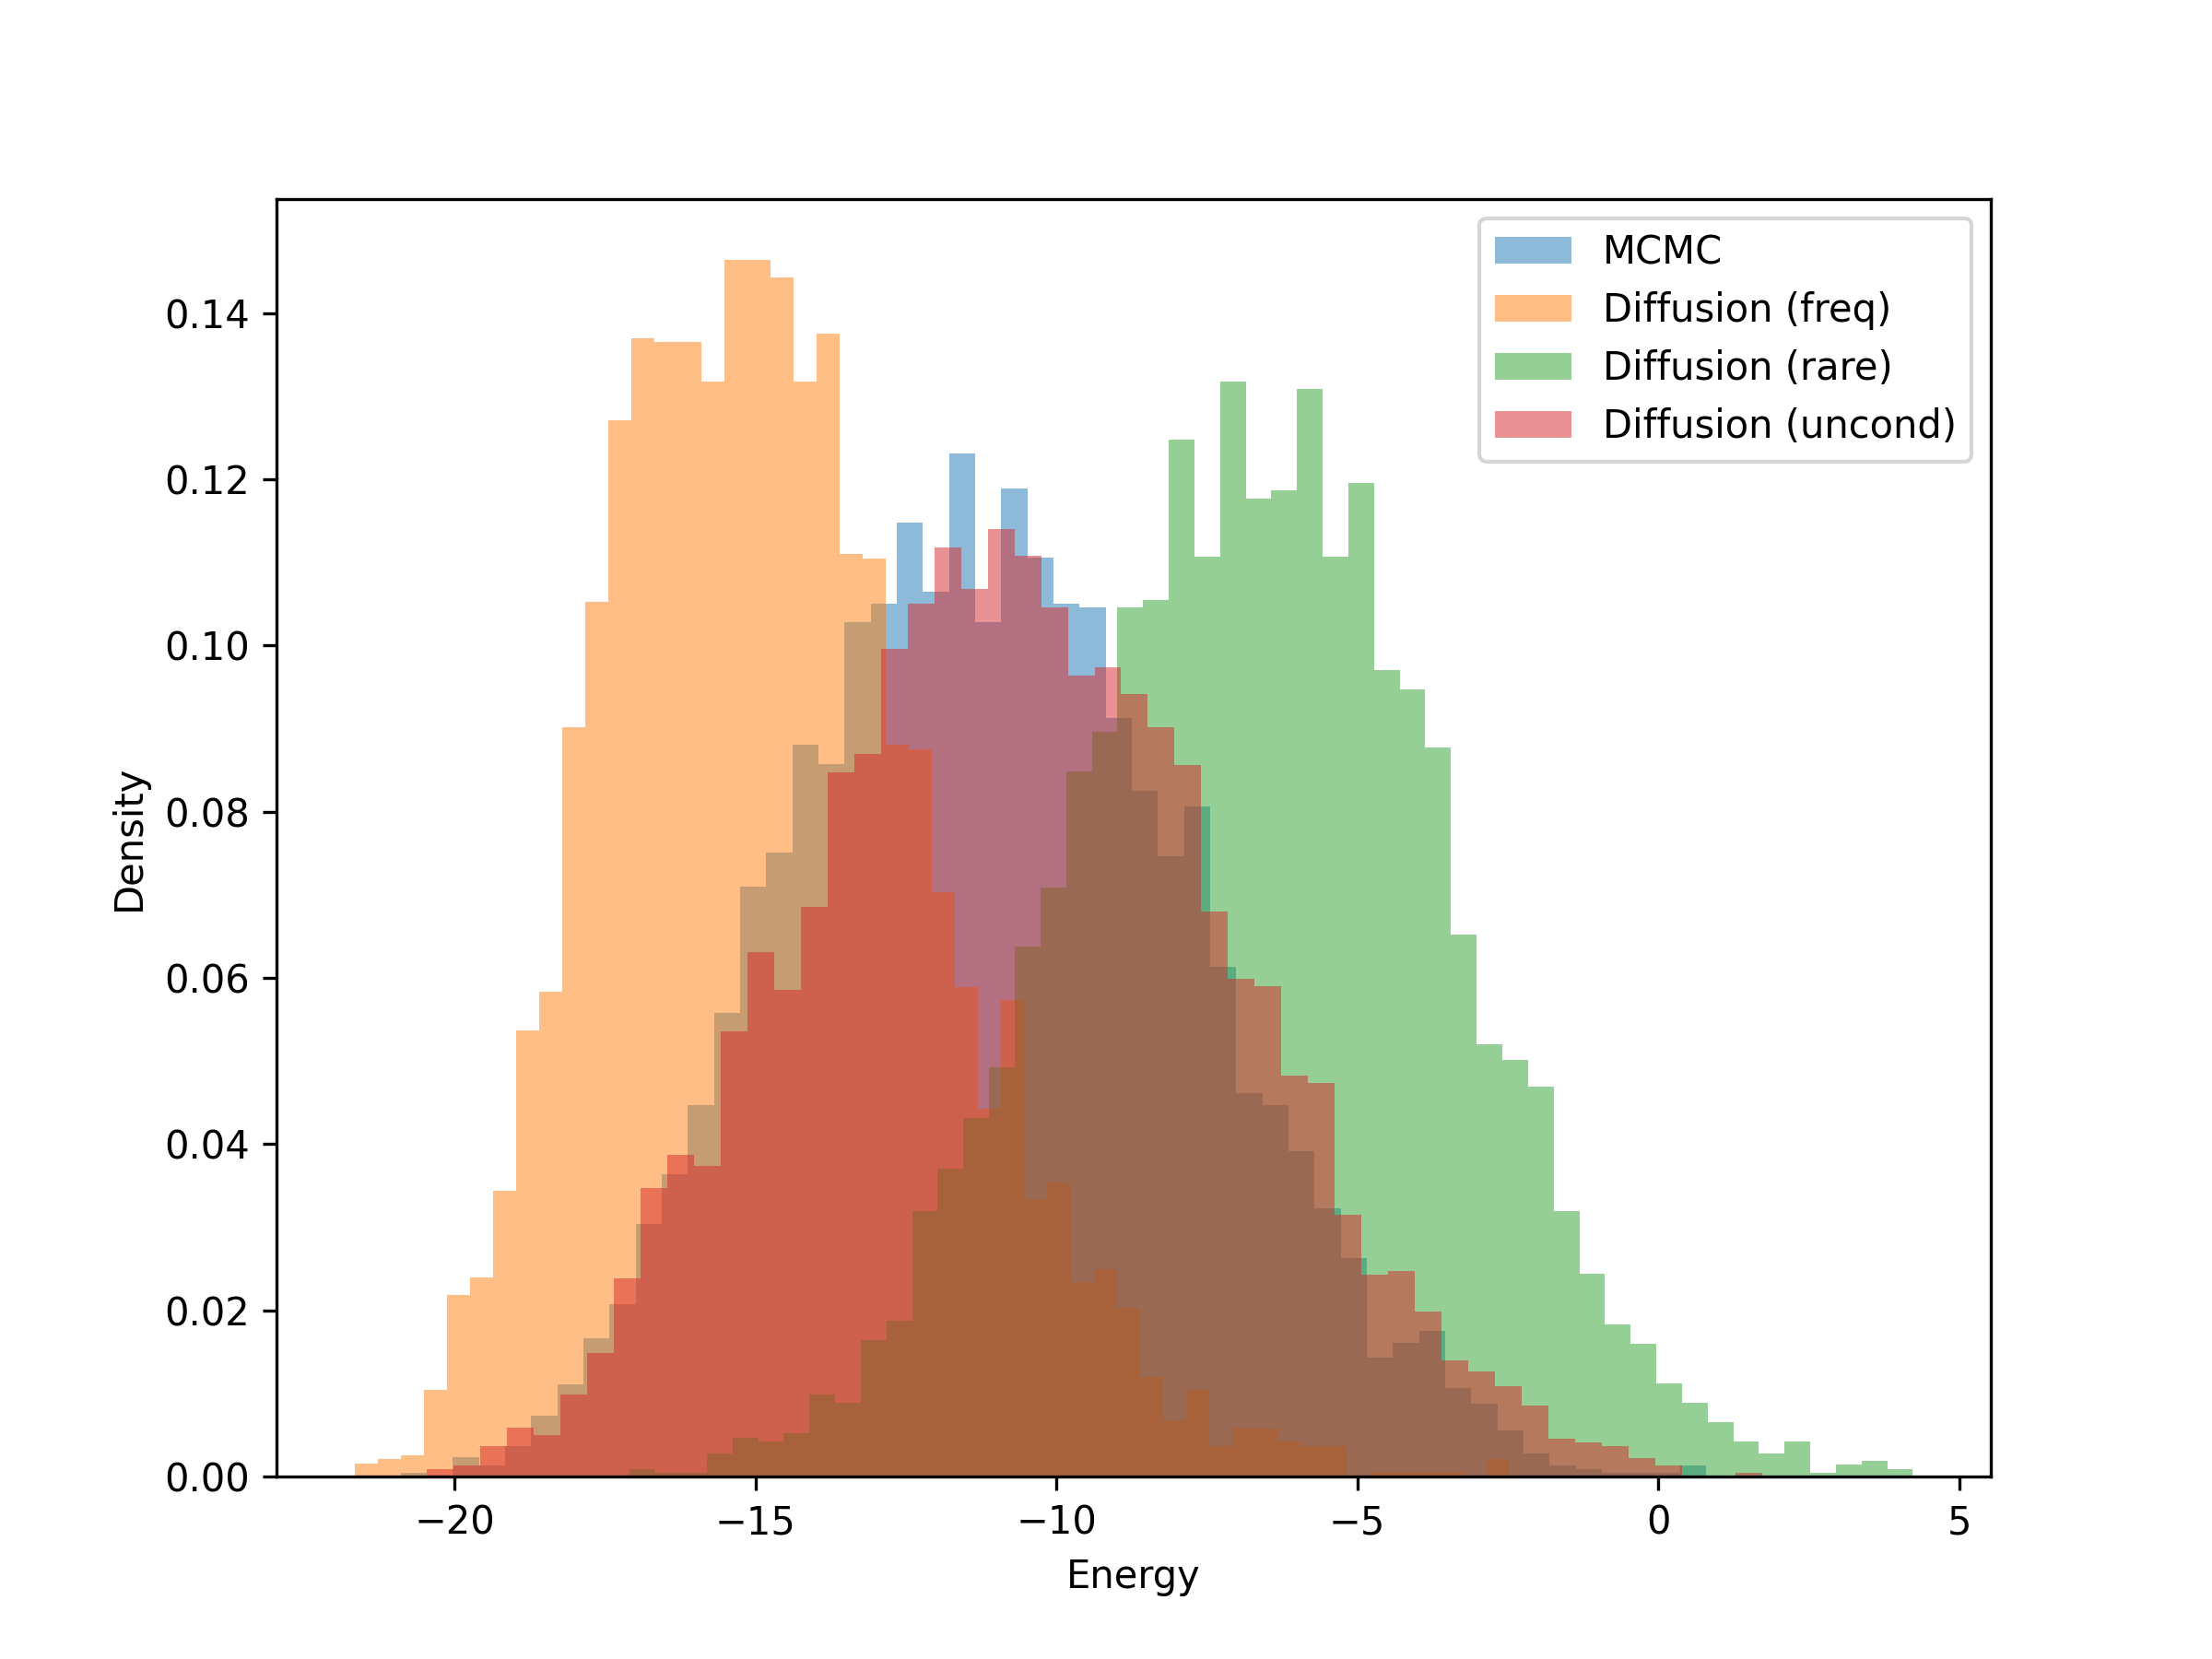 MCMC
Diffusion (freq)
Diffusion (rare)
Diffusion (uncond)
0.14
0.12
0.10
0.08
0.06
0.04
0.02
0.00
Density
−20 −15 −10 −5 0 5
Energy